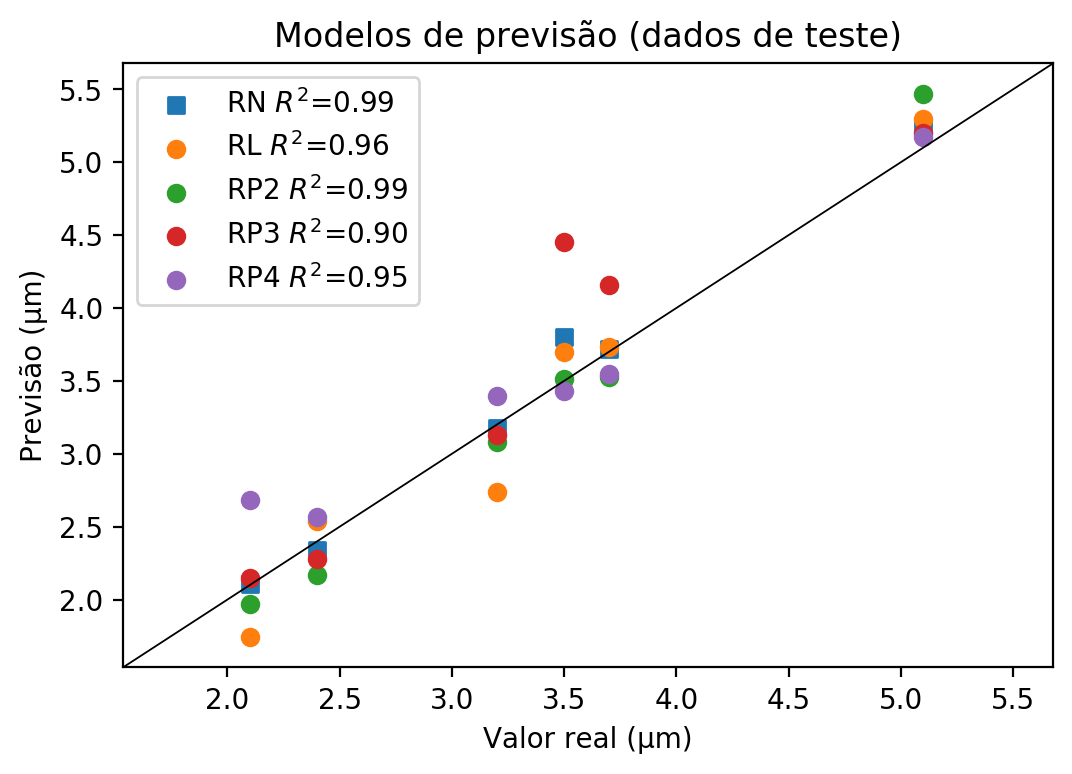 Modelos de previsão (dados de teste)
RN R²=0.99
RL R²=0.96
RP2 R²=0.99
RP3 R²=0.90
RP4 R²=0.95
Previsão (µm)
5.5
5.0
4.5
4.0
3.5
3.0
2.5
2.0
2.0 2.5 3.0 3.5 4.0 4.5 5.0 5.5
Valor real (µm)